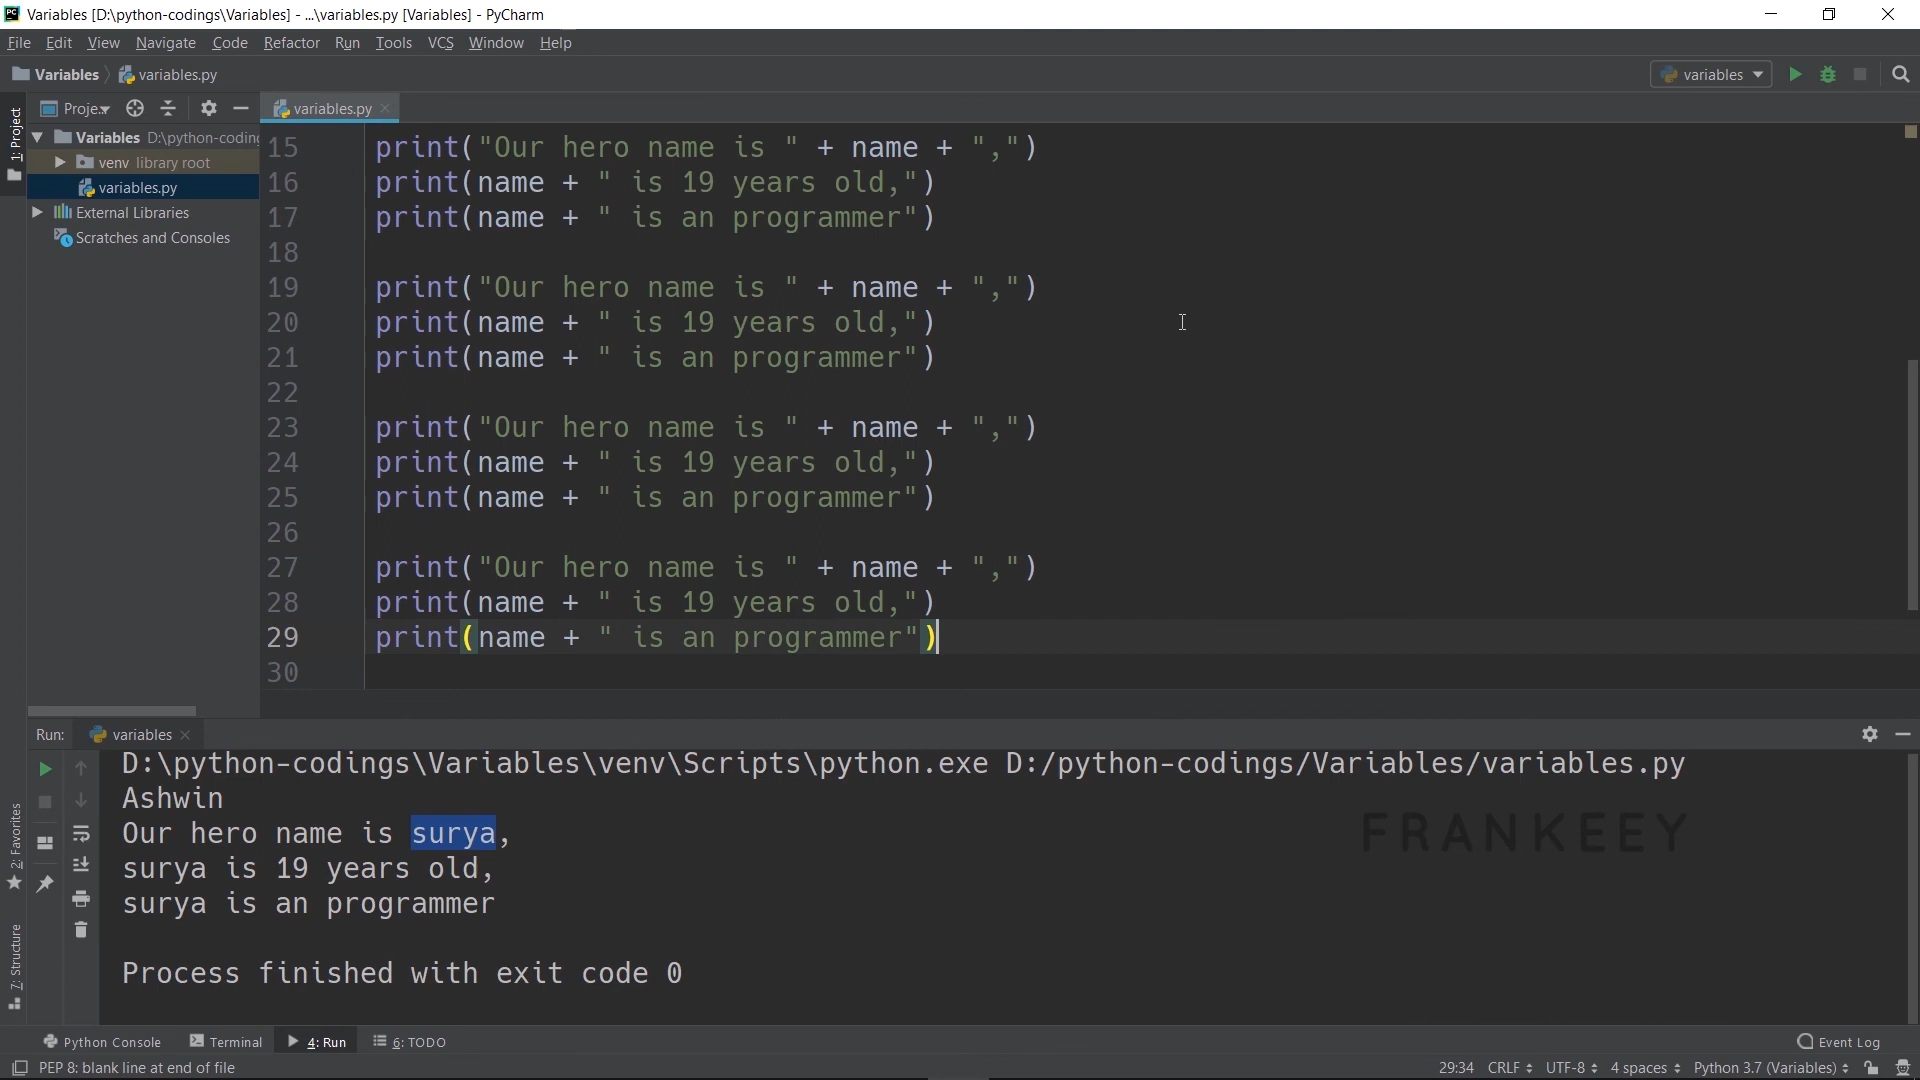 Variables [D:\python-codings\Variables] - ...\variables.py [Variables] - PyCharm
File Edit View Navigate Code Refactor Run Tools VCS Window Help
Variables variables.py variables
1: Project Proje... variables.py
Variables D:\python-coding
venv library root
variables.py
External Libraries
Scratches and Consoles
15 print("Our hero name is " + name + ",")
16 print(name + " is 19 years old,")
17 print(name + " is an programmer")
18
19 print("Our hero name is " + name + ",")
20 print(name + " is 19 years old,")
21 print(name + " is an programmer")
22
23 print("Our hero name is " + name + ",")
24 print(name + " is 19 years old,")
25 print(name + " is an programmer")
26
27 print("Our hero name is " + name + ",")
28 print(name + " is 19 years old,")
29 print(name + " is an programmer")
30
Run: variables
D:\python-codings\Variables\venv\Scripts\python.exe D:/python-codings/Variables/variables.py
Ashwin
Our hero name is surya,
surya is 19 years old,
surya is an programmer
Process finished with exit code 0
FRANKEEY
2: Favorites
7: Structure
Python Console Terminal 4: Run 6: TODO Event Log
PEP 8: blank line at end of file 29:34 CRLF UTF-8 4 spaces Python 3.7 (Variables)